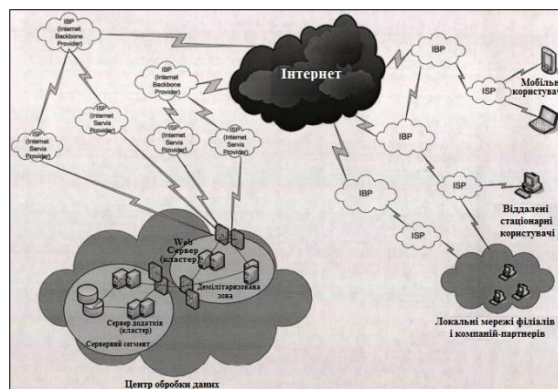 IBP
(Internet
Backbone
Provider)
IBP
(Internet
Backbone
Provider)
ISP
(Internet
Servis
Provider)
ISP
(Internet
Servis
Provider)
ISP
(Internet
Servis
Provider)
ISP
(Internet
Servis
Provider)
Інтернет
IBP
ISP
Мобільні
користувачі
IBP
ISP
IBP
ISP
Віддалені
стаціонарні
користувачі
Локальні мережі філіалів
і компаній-партнерів
Web
Сервер
(кластер)
Демілітаризована
зона
Сервер додатків
(кластер)
Серверний сегмент
Центр обробки даних